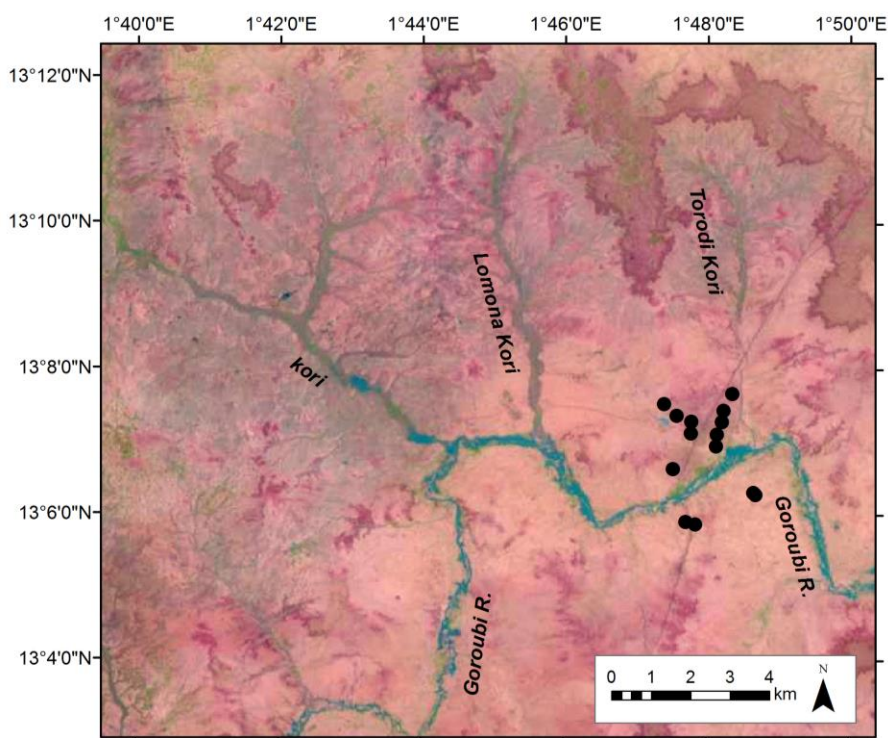 1°40'0"E 1°42'0"E 1°44'0"E 1°46'0"E 1°48'0"E 1°50'0"E
13°12'0"N
13°10'0"N
13°8'0"N
13°6'0"N
13°4'0"N
Torodi Kori
Lomona Kori
kori
Goroubi R.
Goroubi R.
N
0 1 2 3 4
km